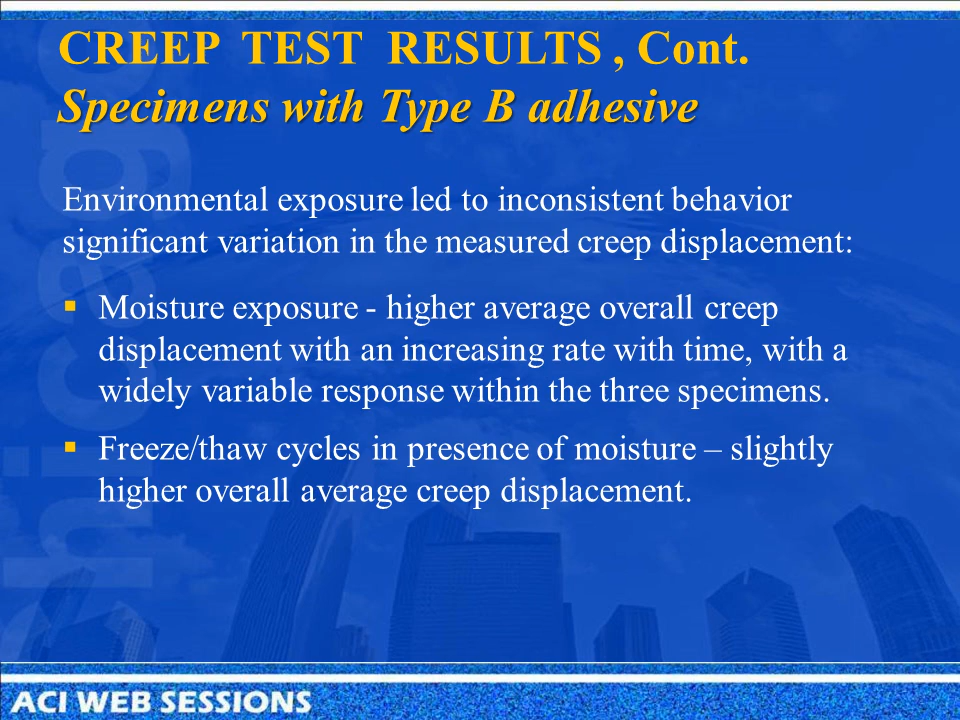 CREEP TEST RESULTS , Cont.
Specimens with Type B adhesive
Environmental exposure led to inconsistent behavior
significant variation in the measured creep displacement:
▪ Moisture exposure - higher average overall creep
displacement with an increasing rate with time, with a
widely variable response within the three specimens.
▪ Freeze/thaw cycles in presence of moisture – slightly
higher overall average creep displacement.
hicago
ACI WEB SESSIONS